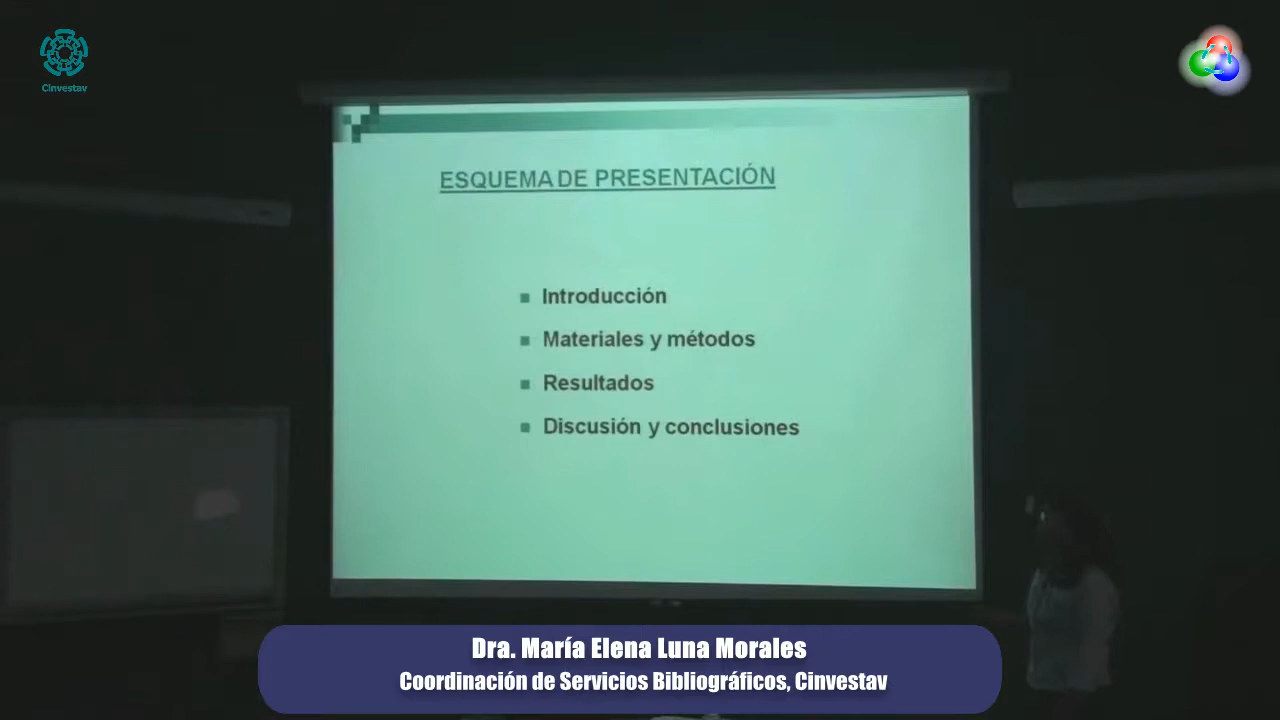 Cinvestav
ESQUEMA DE PRESENTACIÓN
Introducción
Materiales y métodos
Resultados
Discusión y conclusiones
Dra. María Elena Luna Morales
Coordinación de Servicios Bibliográficos, Cinvestav